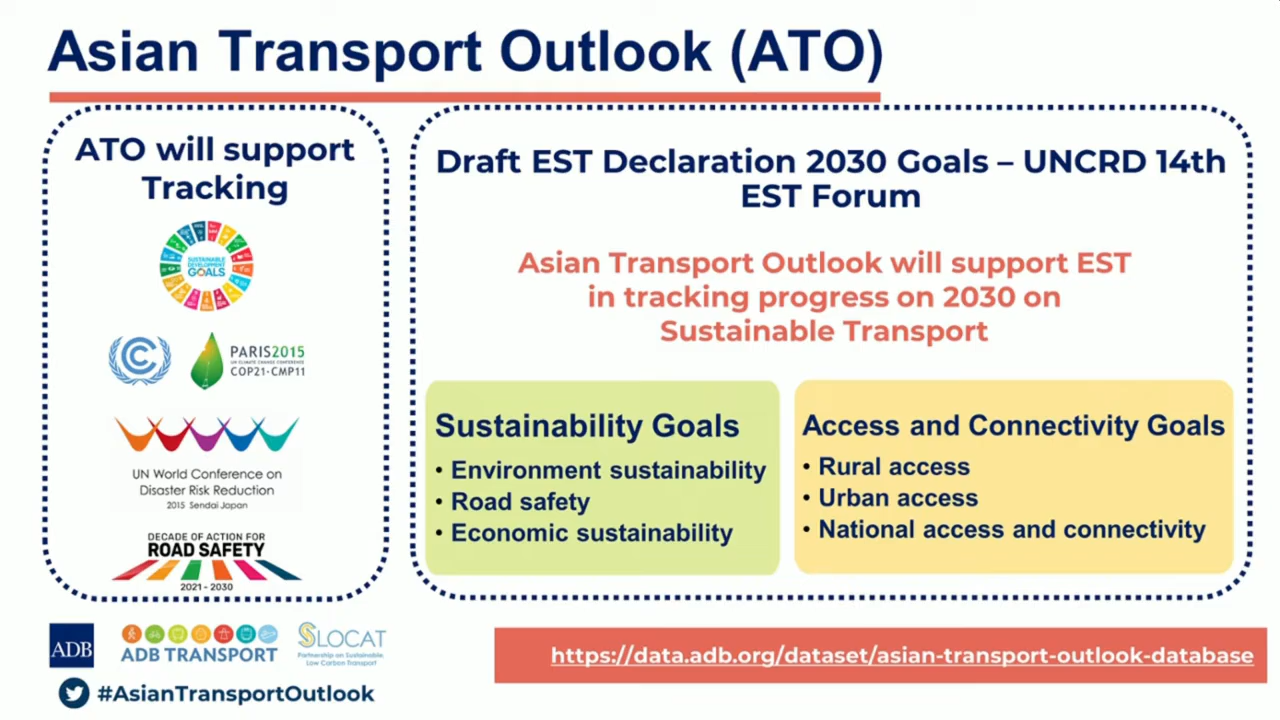 Asian Transport Outlook (ATO)
ATO will support
Tracking
SUSTAINABLE
DEVELOPMENT
GOALS
PARIS2015
UN CLIMATE CHANGE CONFERENCE
COP21·CMP11
UN World Conference on
Disaster Risk Reduction
2015 Sendai Japan
DECADE OF ACTION FOR
ROAD SAFETY
2021 - 2030
Draft EST Declaration 2030 Goals – UNCRD 14th
EST Forum
Asian Transport Outlook will support EST
in tracking progress on 2030 on
Sustainable Transport
Sustainability Goals
• Environment sustainability
• Road safety
• Economic sustainability
Access and Connectivity Goals
• Rural access
• Urban access
• National access and connectivity
ADB
ADB TRANSPORT
SLOCAT
Partnership on Sustainable,
Low Carbon Transport
#AsianTransportOutlook
https://data.adb.org/dataset/asian-transport-outlook-database